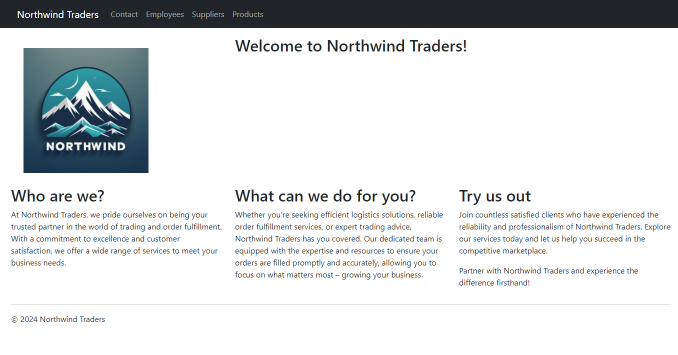 Northwind Traders Contact Employees Suppliers Products
Welcome to Northwind Traders!
NORTHWIND
Who are we?
At Northwind Traders, we pride ourselves on being your
trusted partner in the world of trading and order fulfillment.
With a commitment to excellence and customer
satisfaction, we offer a wide range of services to meet your
business needs.
What can we do for you?
Whether you're seeking efficient logistics solutions, reliable
order fulfillment services, or expert trading advice,
Northwind Traders has you covered. Our dedicated team is
equipped with the expertise and resources to ensure your
orders are filled promptly and accurately, allowing you to
focus on what matters most – growing your business.
Try us out
Join countless satisfied clients who have experienced the
reliability and professionalism of Northwind Traders. Explore
our services today and let us help you succeed in the
competitive marketplace.
Partner with Northwind Traders and experience the
difference firsthand!
© 2024 Northwind Traders